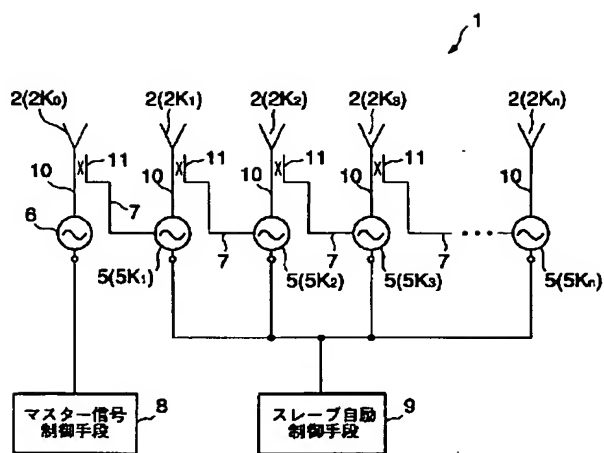 1
2(2K₀) 2(2K₁) 2(2K₂) 2(2K₃) 2(2Kₙ)
11 11 11 11
10 10 10 10 10
6 7 7 7 7
5(5K₁) 5(5K₂) 5(5K₃) 5(5Kₙ)
マスター信号
制御手段
8
スレーブ自励
制御手段
9